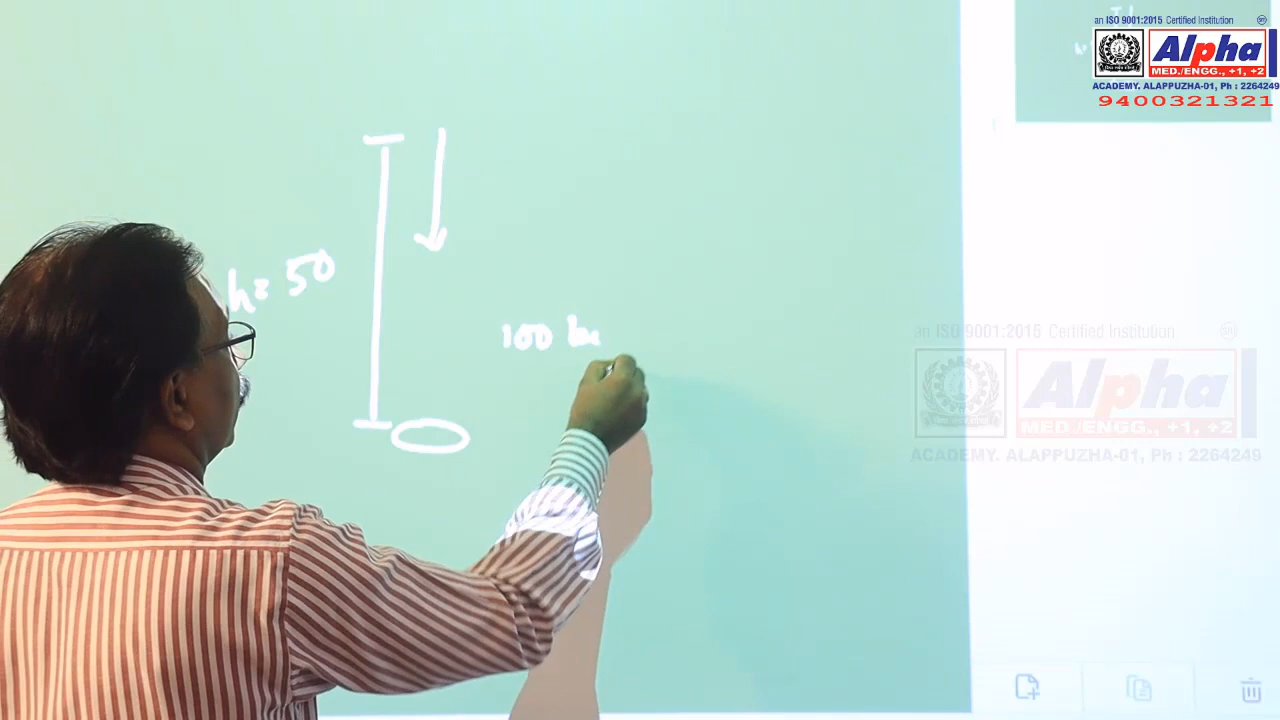 an ISO 9001:2015 Certified Institution
Alpha
MED./ENGG., +1, +2
ACADEMY. ALAPPUZHA-01, Ph : 2264249
9400321321
h = 50
100
an ISO 9001:2015 Certified Institution
Alpha
MED./ENGG., +1, +2
ACADEMY. ALAPPUZHA-01, Ph : 2264249